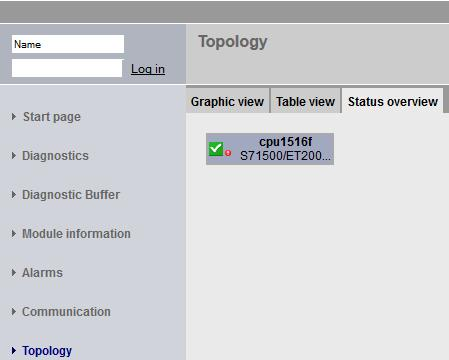 Name
Log in
Topology
Graphic view
Table view
Status overview
cpu1516f
S71500/ET200...
Start page
Diagnostics
Diagnostic Buffer
Module information
Alarms
Communication
Topology